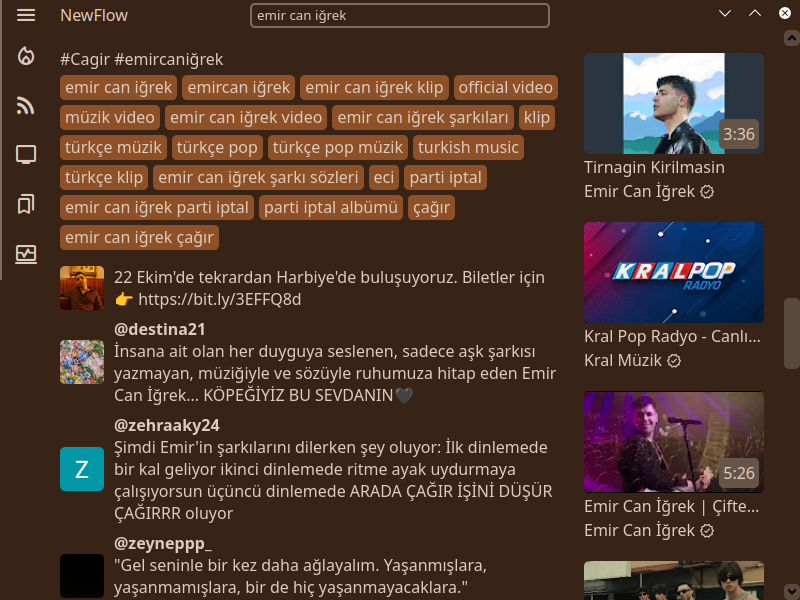 NewFlow
emir can iğrek
#Cagir #emircaniğrek
emir can iğrek emircan iğrek emir can iğrek klip official video
müzik video emir can iğrek video emir can iğrek şarkıları klip
türkçe müzik türkçe pop türkçe pop müzik turkish music
türkçe klip emir can iğrek şarkı sözleri eci parti iptal
emir can iğrek parti iptal parti iptal albümü çağır
emir can iğrek çağır
22 Ekim'de tekrardan Harbiye'de buluşuyoruz. Biletler için
👉 https://bit.ly/3EFFQ8d
@destina21
İnsana ait olan her duyguya seslenen, sadece aşk şarkısı
yazmayan, müziğiyle ve sözüyle ruhumuza hitap eden Emir
Can İğrek... KÖPEĞİYİZ BU SEVDANIN🖤
Z
@zehraaky24
Şimdi Emir'in şarkılarını dilerken şey oluyor: İlk dinlemede
bir kal geliyor ikinci dinlemede ritme ayak uydurmaya
çalışıyorsun üçüncü dinlemede ARADA ÇAĞIR İŞİNİ DÜŞÜR
ÇAĞIRRR oluyor
@zeyneppp_
"Gel seninle bir kez daha ağlayalım. Yaşanmışlara,
yaşanmamışlara, bir de hiç yaşanmayacaklara."
3:36
Tirnagin Kirilmasin
Emir Can İğrek
KRALPOP
RADYO
Kral Pop Radyo - Canlı...
Kral Müzik
5:26
Emir Can İğrek | Çifte...
Emir Can İğrek